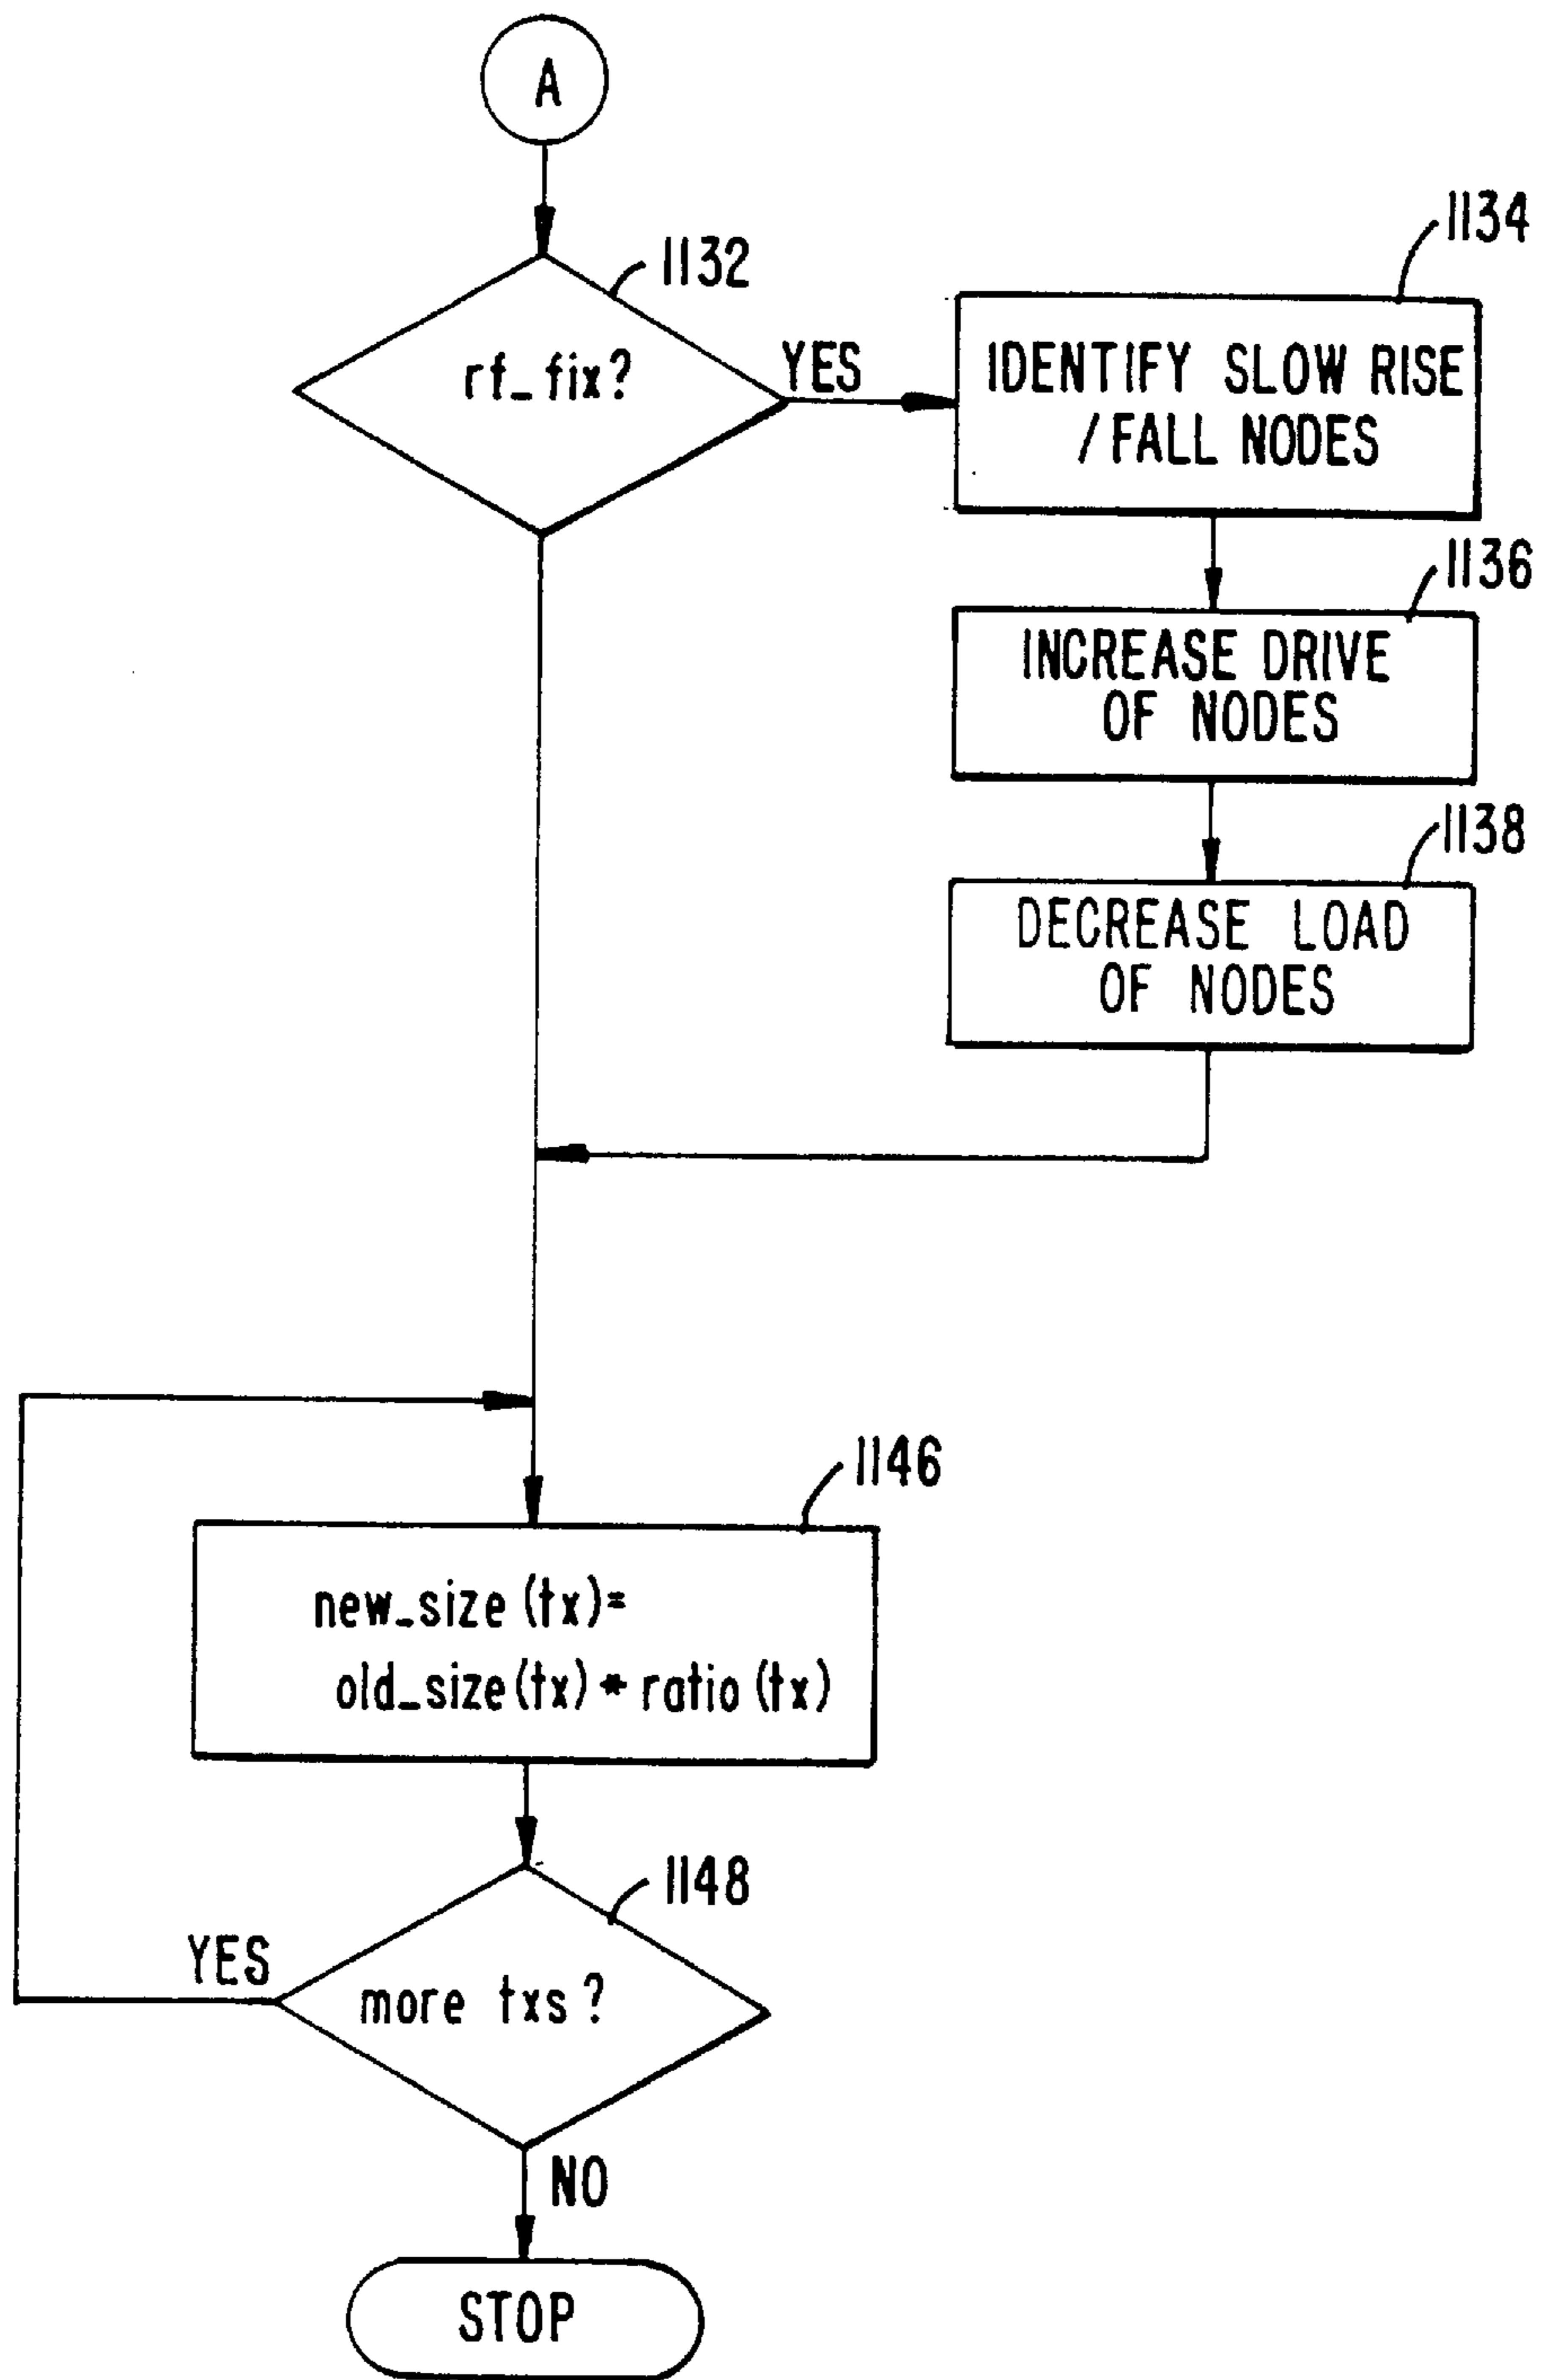 A
1132
rf_fix?
YES
1134
IDENTIFY SLOW RISE
/FALL NODES
1136
INCREASE DRIVE
OF NODES
1138
DECREASE LOAD
OF NODES
1146
new_size (tx)=
old_size(tx) * ratio (tx)
1148
YES
more txs?
NO
STOP